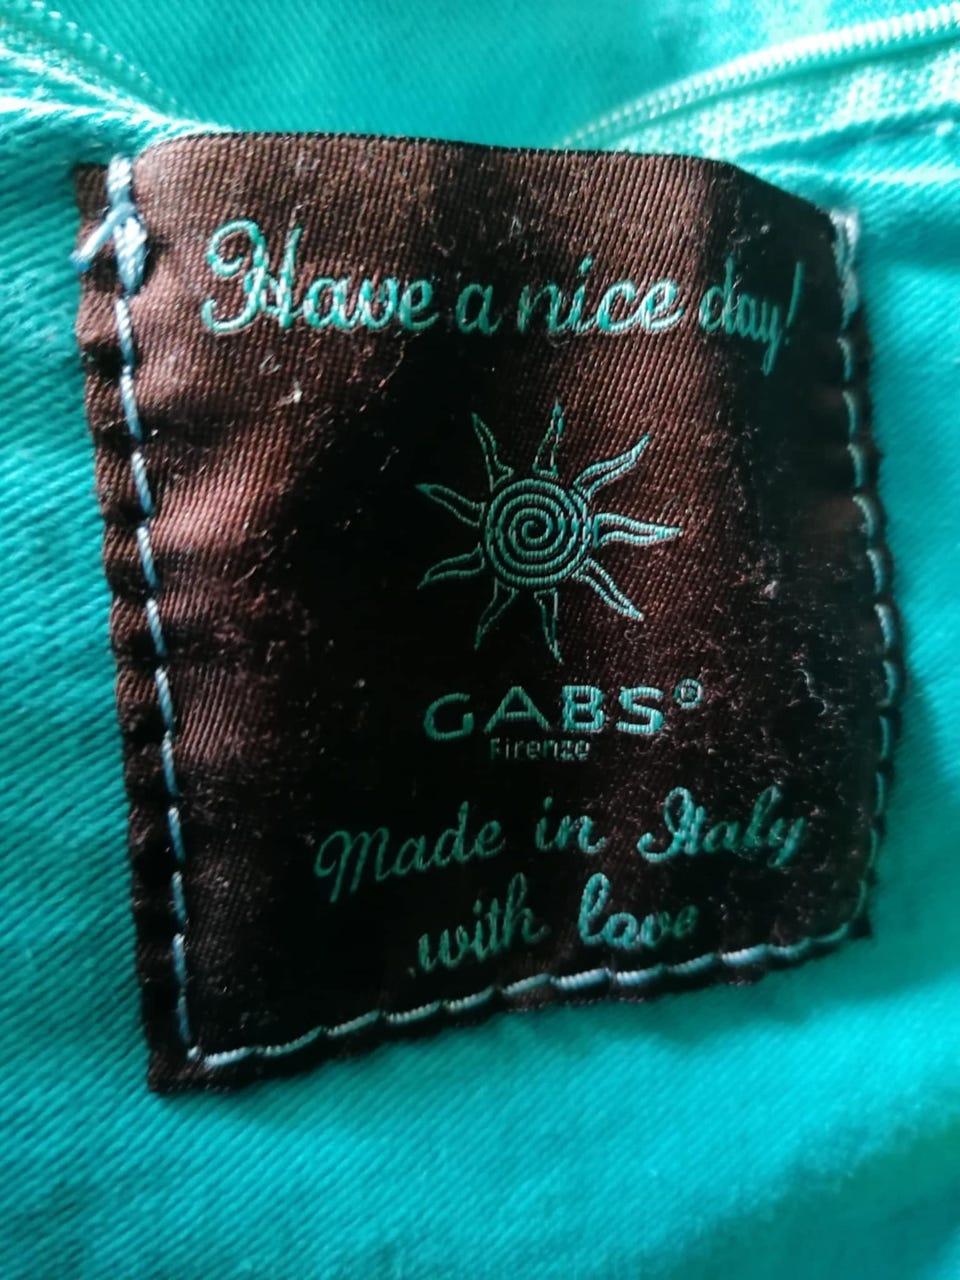 Have a nice day!
GABS®
Firenze
Made in Italy
with love